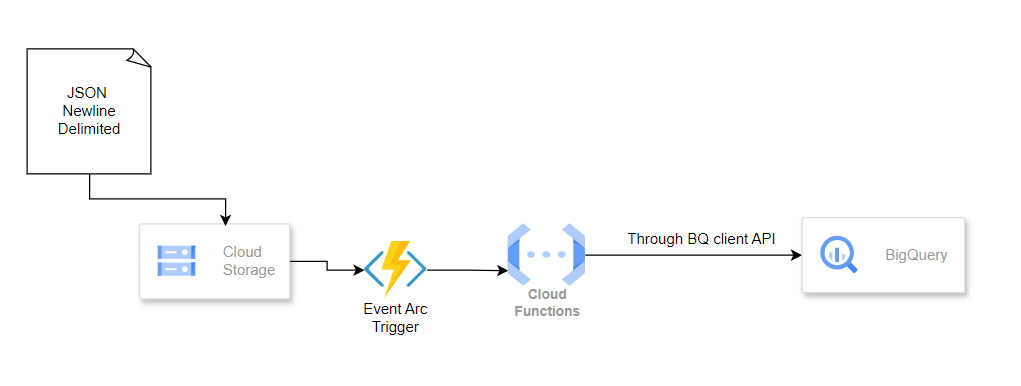 JSON
Newline
Delimited
Cloud
Storage
Event Arc
Trigger
Cloud
Functions
Through BQ client API
BigQuery